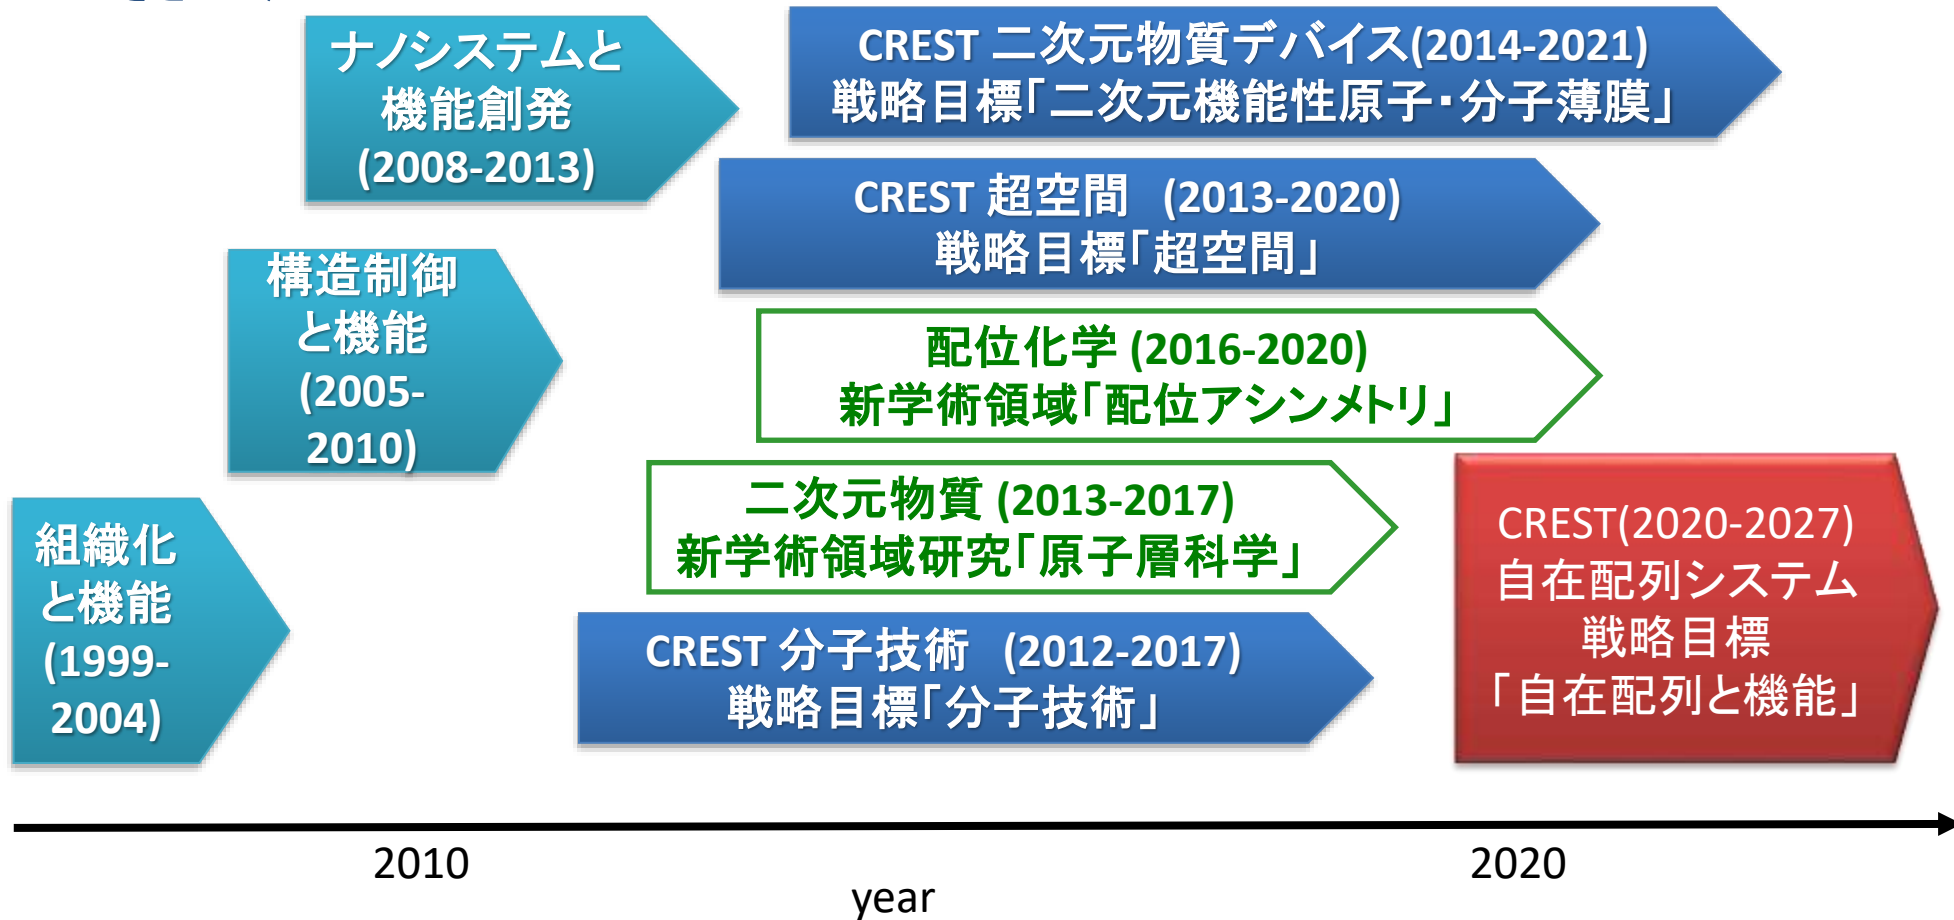 ナノシステムと
機能創発
(2008-2013)
CREST 二次元物質デバイス(2014-2021)
戦略目標「二次元機能性原子・分子薄膜」
CREST 超空間 (2013-2020)
戦略目標「超空間」
構造制御
と機能
(2005-
2010)
配位化学 (2016-2020)
新学術領域「配位アシンメトリ」
二次元物質 (2013-2017)
新学術領域研究「原子層科学」
組織化
と機能
(1999-
2004)
CREST 分子技術 (2012-2017)
戦略目標「分子技術」
CREST(2020-2027)
自在配列システム
戦略目標
「自在配列と機能」
2010
2020
year